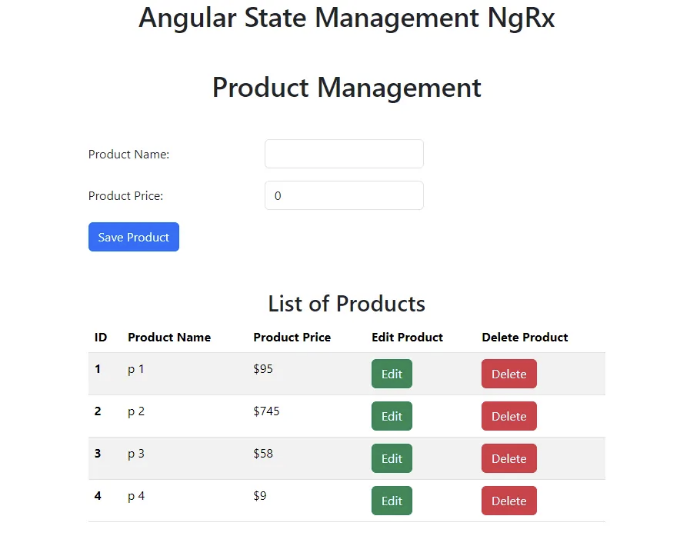 Angular State Management NgRx
Product Management
Product Name:
Product Price: 0
Save Product
List of Products
ID Product Name Product Price Edit Product Delete Product
1 p 1 $95 Edit Delete
2 p 2 $745 Edit Delete
3 p 3 $58 Edit Delete
4 p 4 $9 Edit Delete